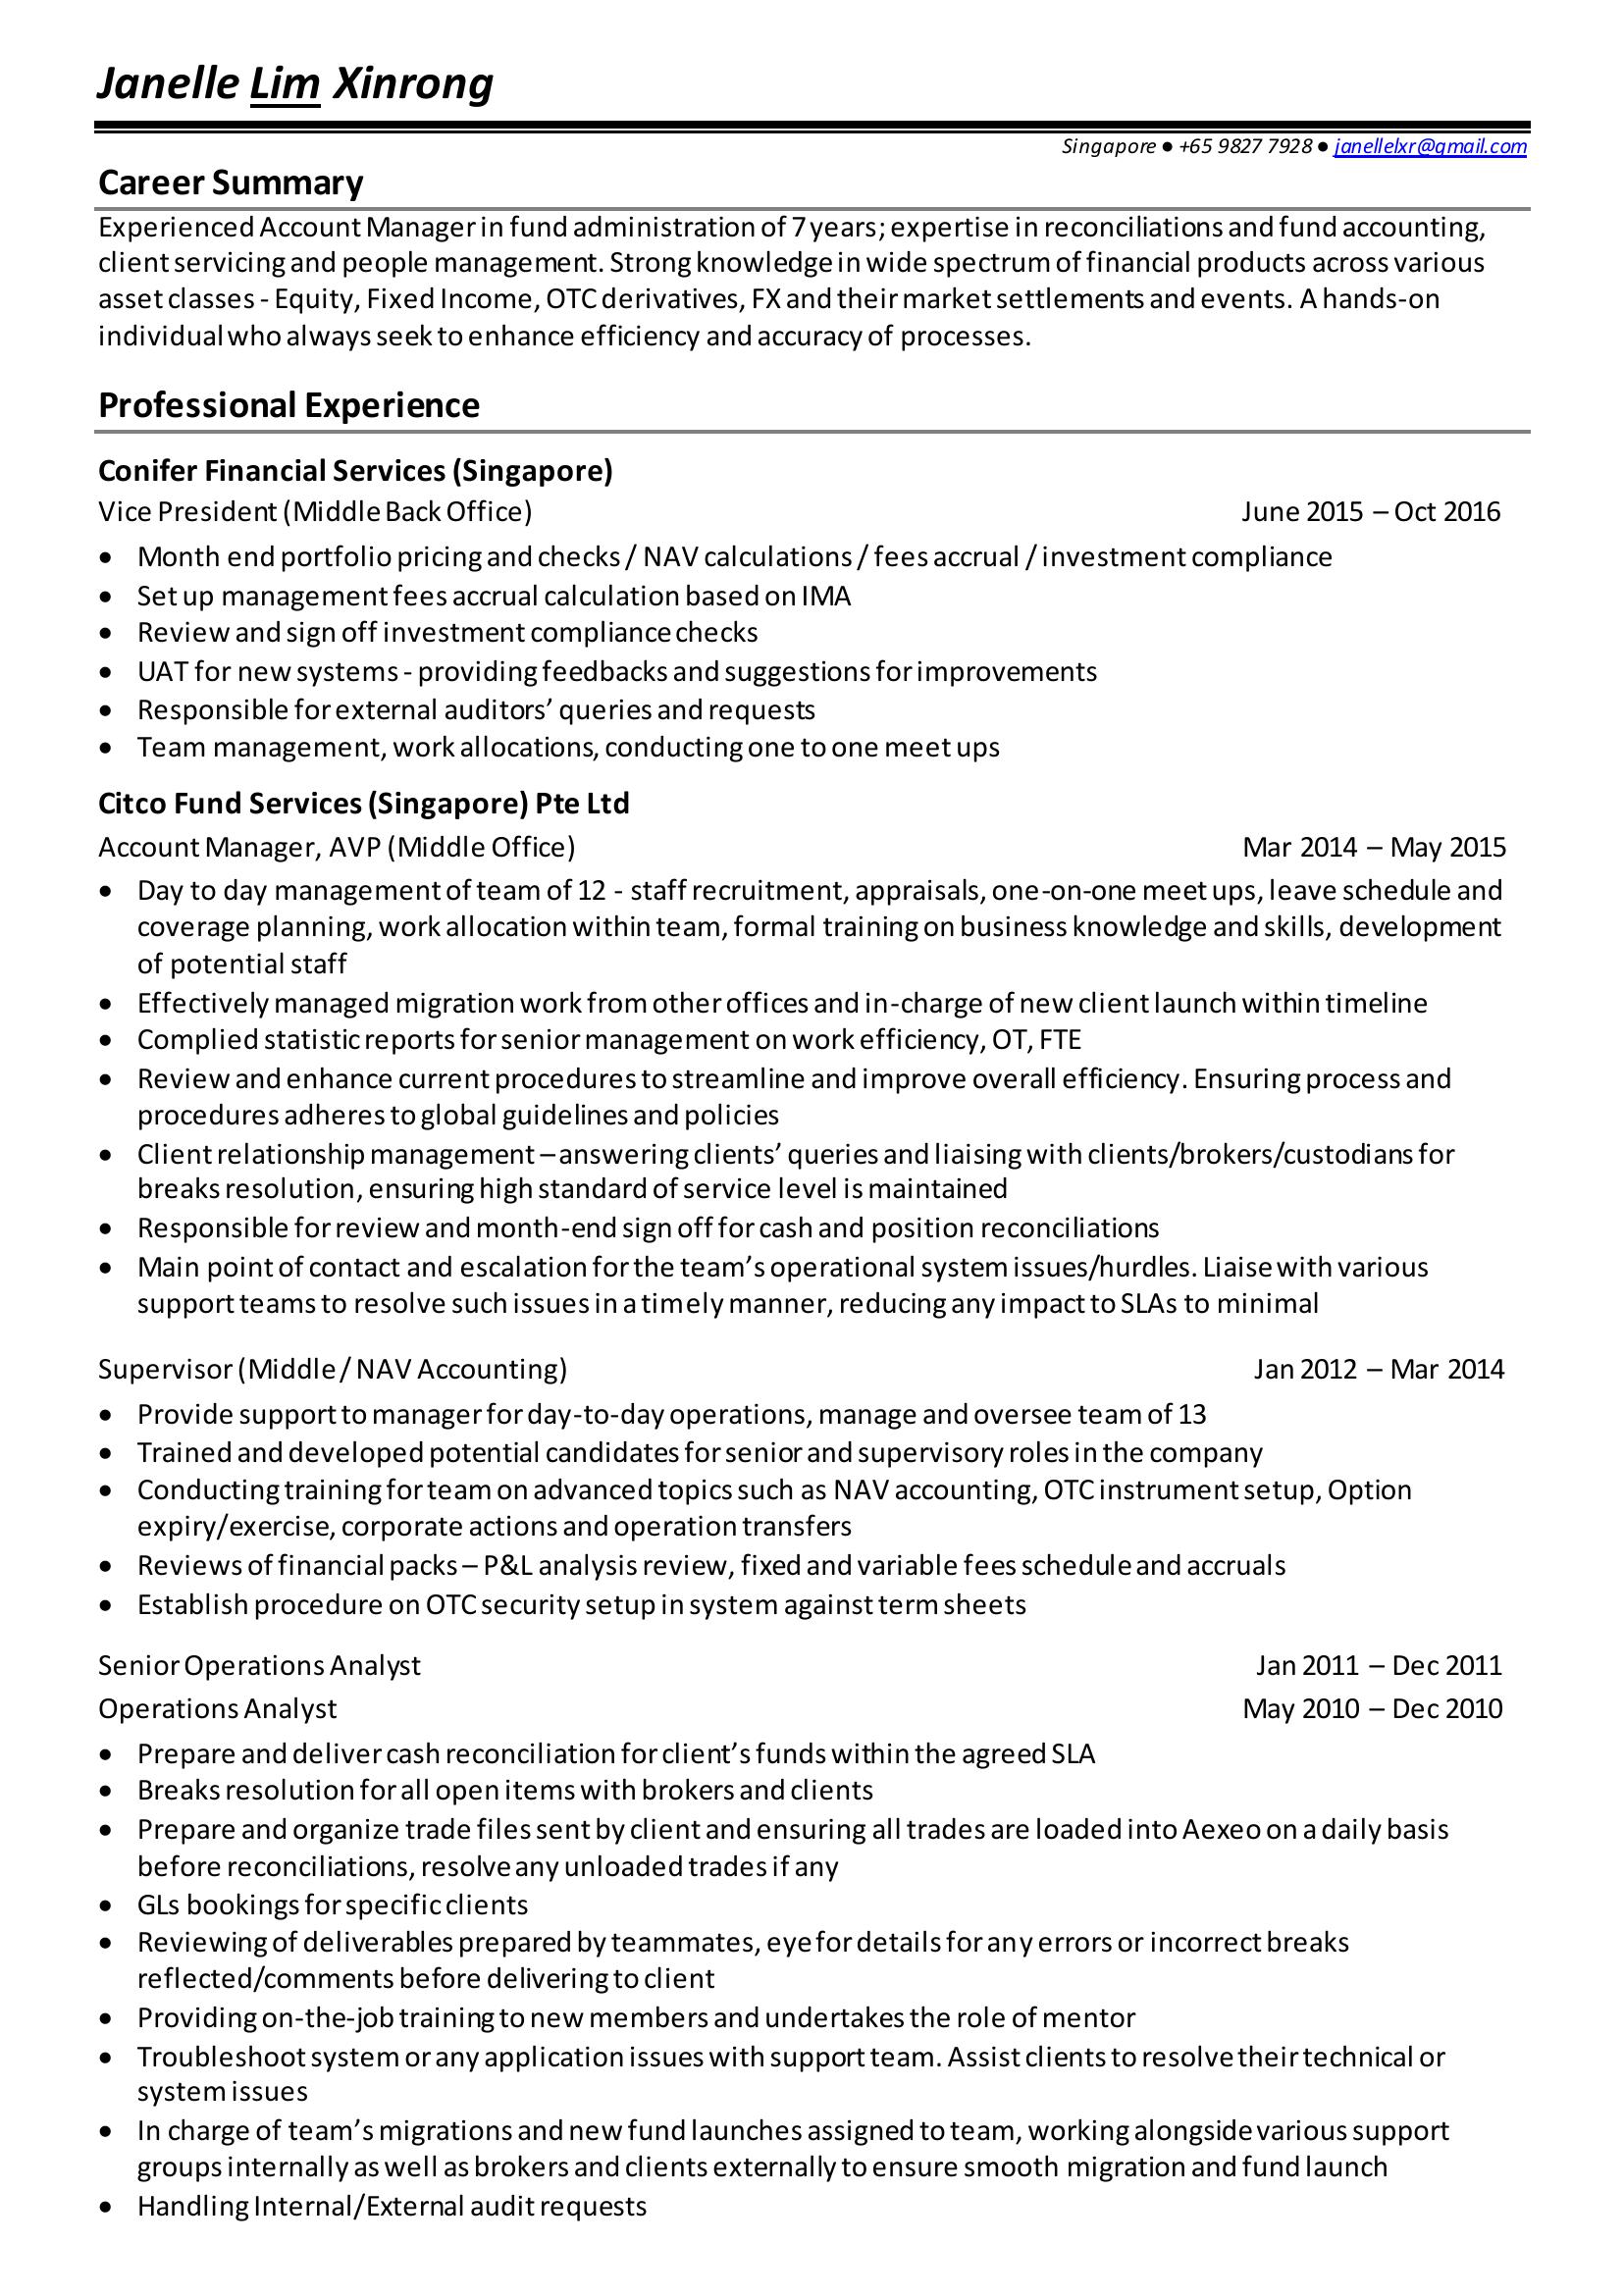 Janelle Lim Xinrong
Singapore ● +65 9827 7928 ● janellelxr@gmail.com
Career Summary
Experienced Account Manager in fund administration of 7 years; expertise in reconciliations and fund accounting,
client servicing and people management. Strong knowledge in wide spectrum of financial products across various
asset classes - Equity, Fixed Income, OTC derivatives, FX and their market settlements and events. A hands-on
individual who always seek to enhance efficiency and accuracy of processes.
Professional Experience
Conifer Financial Services (Singapore)
Vice President (Middle Back Office) June 2015 – Oct 2016
• Month end portfolio pricing and checks / NAV calculations / fees accrual / investment compliance
• Set up management fees accrual calculation based on IMA
• Review and sign off investment compliance checks
• UAT for new systems - providing feedbacks and suggestions for improvements
• Responsible for external auditors’ queries and requests
• Team management, work allocations, conducting one to one meet ups
Citco Fund Services (Singapore) Pte Ltd
Account Manager, AVP (Middle Office) Mar 2014 – May 2015
• Day to day management of team of 12 - staff recruitment, appraisals, one-on-one meet ups, leave schedule and
coverage planning, work allocation within team, formal training on business knowledge and skills, development
of potential staff
• Effectively managed migration work from other offices and in-charge of new client launch within timeline
• Complied statistic reports for senior management on work efficiency, OT, FTE
• Review and enhance current procedures to streamline and improve overall efficiency. Ensuring process and
procedures adheres to global guidelines and policies
• Client relationship management – answering clients’ queries and liaising with clients/brokers/custodians for
breaks resolution, ensuring high standard of service level is maintained
• Responsible for review and month-end sign off for cash and position reconciliations
• Main point of contact and escalation for the team’s operational system issues/hurdles. Liaise with various
support teams to resolve such issues in a timely manner, reducing any impact to SLAs to minimal
Supervisor (Middle / NAV Accounting) Jan 2012 – Mar 2014
• Provide support to manager for day-to-day operations, manage and oversee team of 13
• Trained and developed potential candidates for senior and supervisory roles in the company
• Conducting training for team on advanced topics such as NAV accounting, OTC instrument setup, Option
expiry/exercise, corporate actions and operation transfers
• Reviews of financial packs – P&L analysis review, fixed and variable fees schedule and accruals
• Establish procedure on OTC security setup in system against term sheets
Senior Operations Analyst Jan 2011 – Dec 2011
Operations Analyst May 2010 – Dec 2010
• Prepare and deliver cash reconciliation for client’s funds within the agreed SLA
• Breaks resolution for all open items with brokers and clients
• Prepare and organize trade files sent by client and ensuring all trades are loaded into Aexeo on a daily basis
before reconciliations, resolve any unloaded trades if any
• GLs bookings for specific clients
• Reviewing of deliverables prepared by teammates, eye for details for any errors or incorrect breaks
reflected/comments before delivering to client
• Providing on-the-job training to new members and undertakes the role of mentor
• Troubleshoot system or any application issues with support team. Assist clients to resolve their technical or
system issues
• In charge of team’s migrations and new fund launches assigned to team, working alongside various support
groups internally as well as brokers and clients externally to ensure smooth migration and fund launch
• Handling Internal/External audit requests